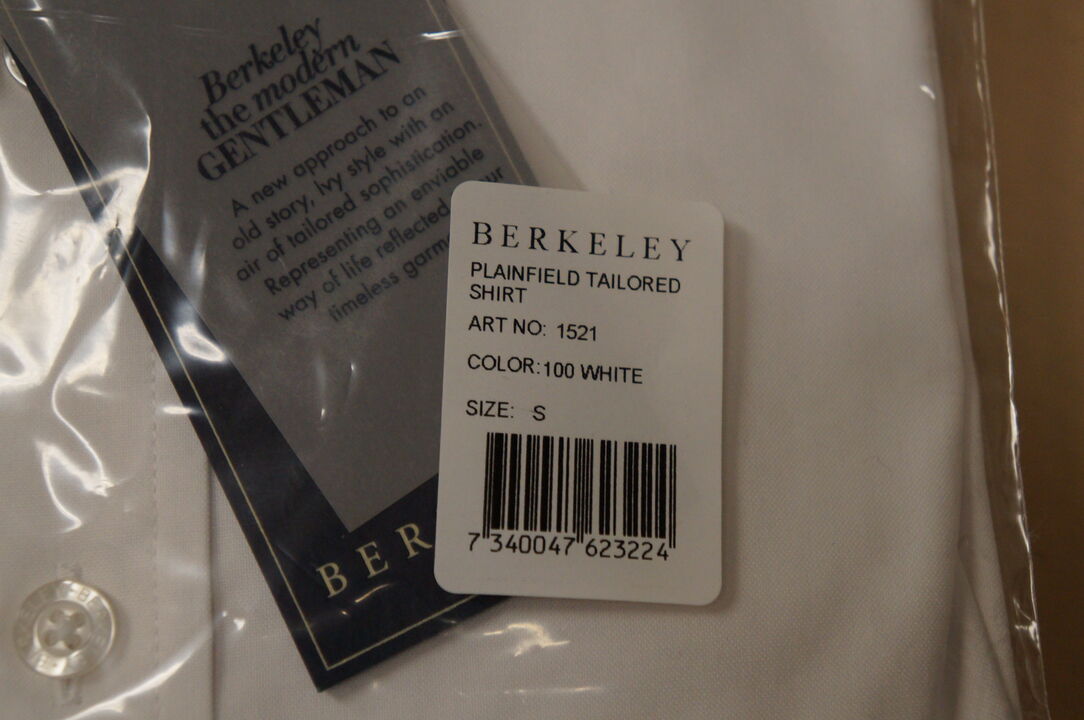 Berkeley
the modern
GENTLEMAN
A new approach to an
old story, Ivy style with an
air of tailored sophistication.
Representing an enviable
way of life reflected
our
timeless garm
BER
BERKELEY
PLAINFIELD TAILORED
SHIRT
ART NO: 1521
COLOR:100 WHITE
SIZE: S
7 340047 623224